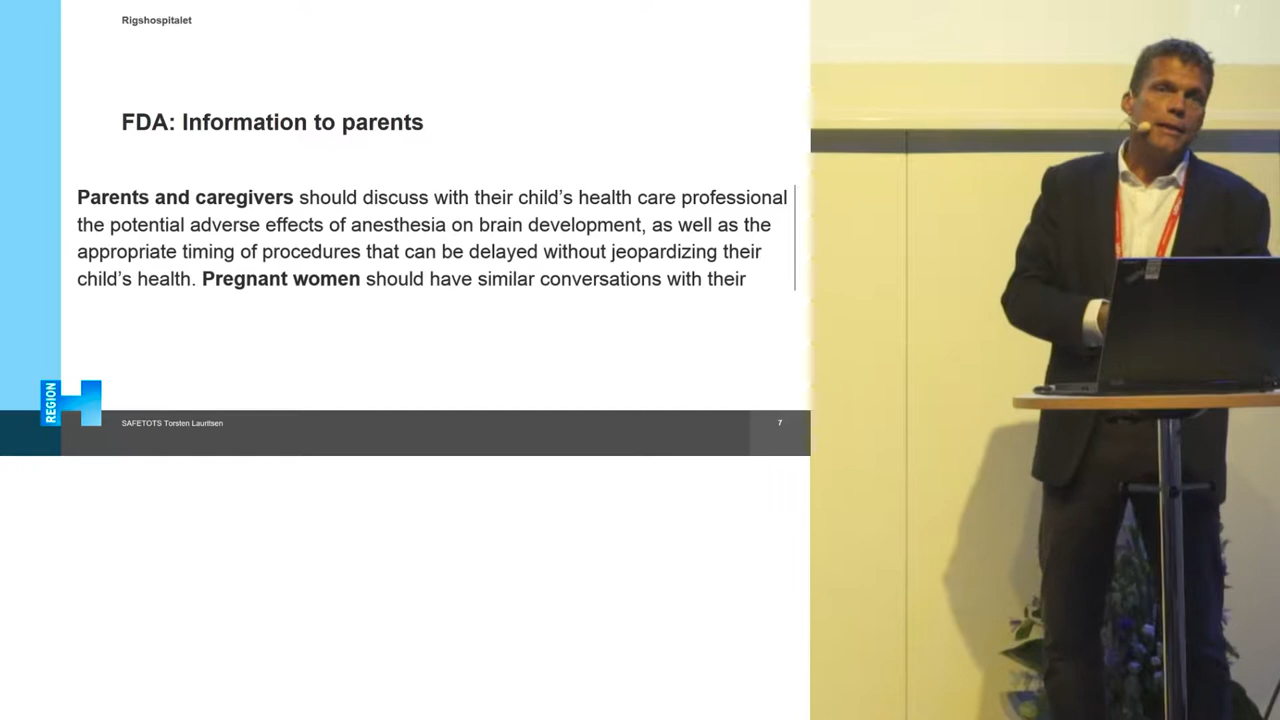 Rigshospitalet
FDA: Information to parents
Parents and caregivers should discuss with their child’s health care professional
the potential adverse effects of anesthesia on brain development, as well as the
appropriate timing of procedures that can be delayed without jeopardizing their
child’s health. Pregnant women should have similar conversations with their
REGION
SAFETOTS Torsten Lauritsen
7